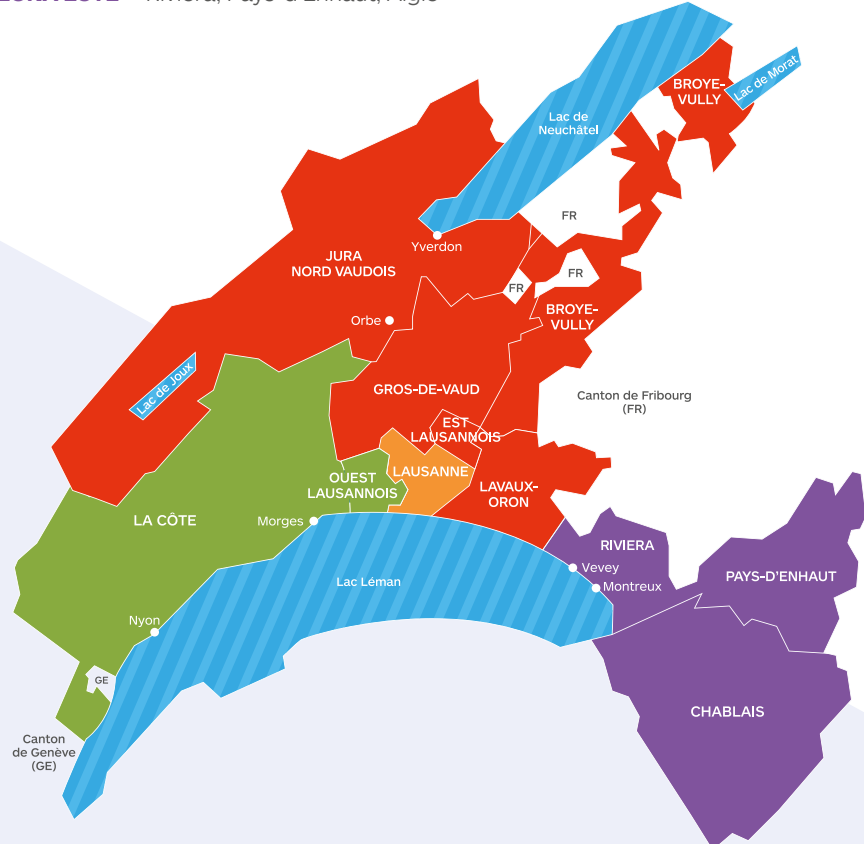 Riviera, Pays-d'Enhaut, Aigle
BROYE-
VULLY
Lac de Morat
Lac de
Neuchâtel
FR
Yverdon
JURA
NORD VAUDOIS
FR
FR
BROYE-
VULLY
Orbe
Lac de Joux
GROS-DE-VAUD
Canton de Fribourg
(FR)
EST
LAUSANNOIS
LAUSANNE
OUEST
LAUSANNOIS
LAVAUX-
ORON
LA CÔTE
Morges
RIVIERA
Vevey
PAYS-D'ENHAUT
Lac Léman
Montreux
Nyon
GE
CHABLAIS
Canton
de Genève
(GE)